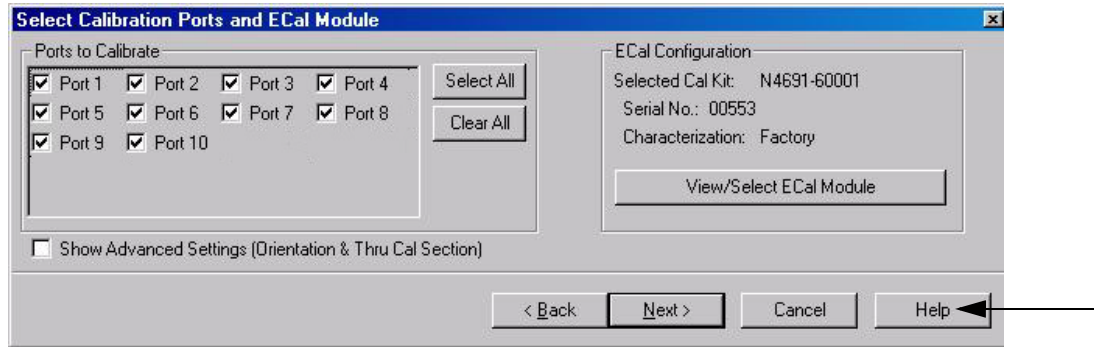 Select Calibration Ports and ECal Module
Ports to Calibrate
Port 1 Port 2 Port 3 Port 4
Port 5 Port 6 Port 7 Port 8
Port 9 Port 10
Select All
Clear All
ECal Configuration
Selected Cal Kit: N4691-60001
Serial No.: 00553
Characterization: Factory
View/Select ECal Module
Show Advanced Settings (Orientation & Thru Cal Section)
< Back Next > Cancel Help